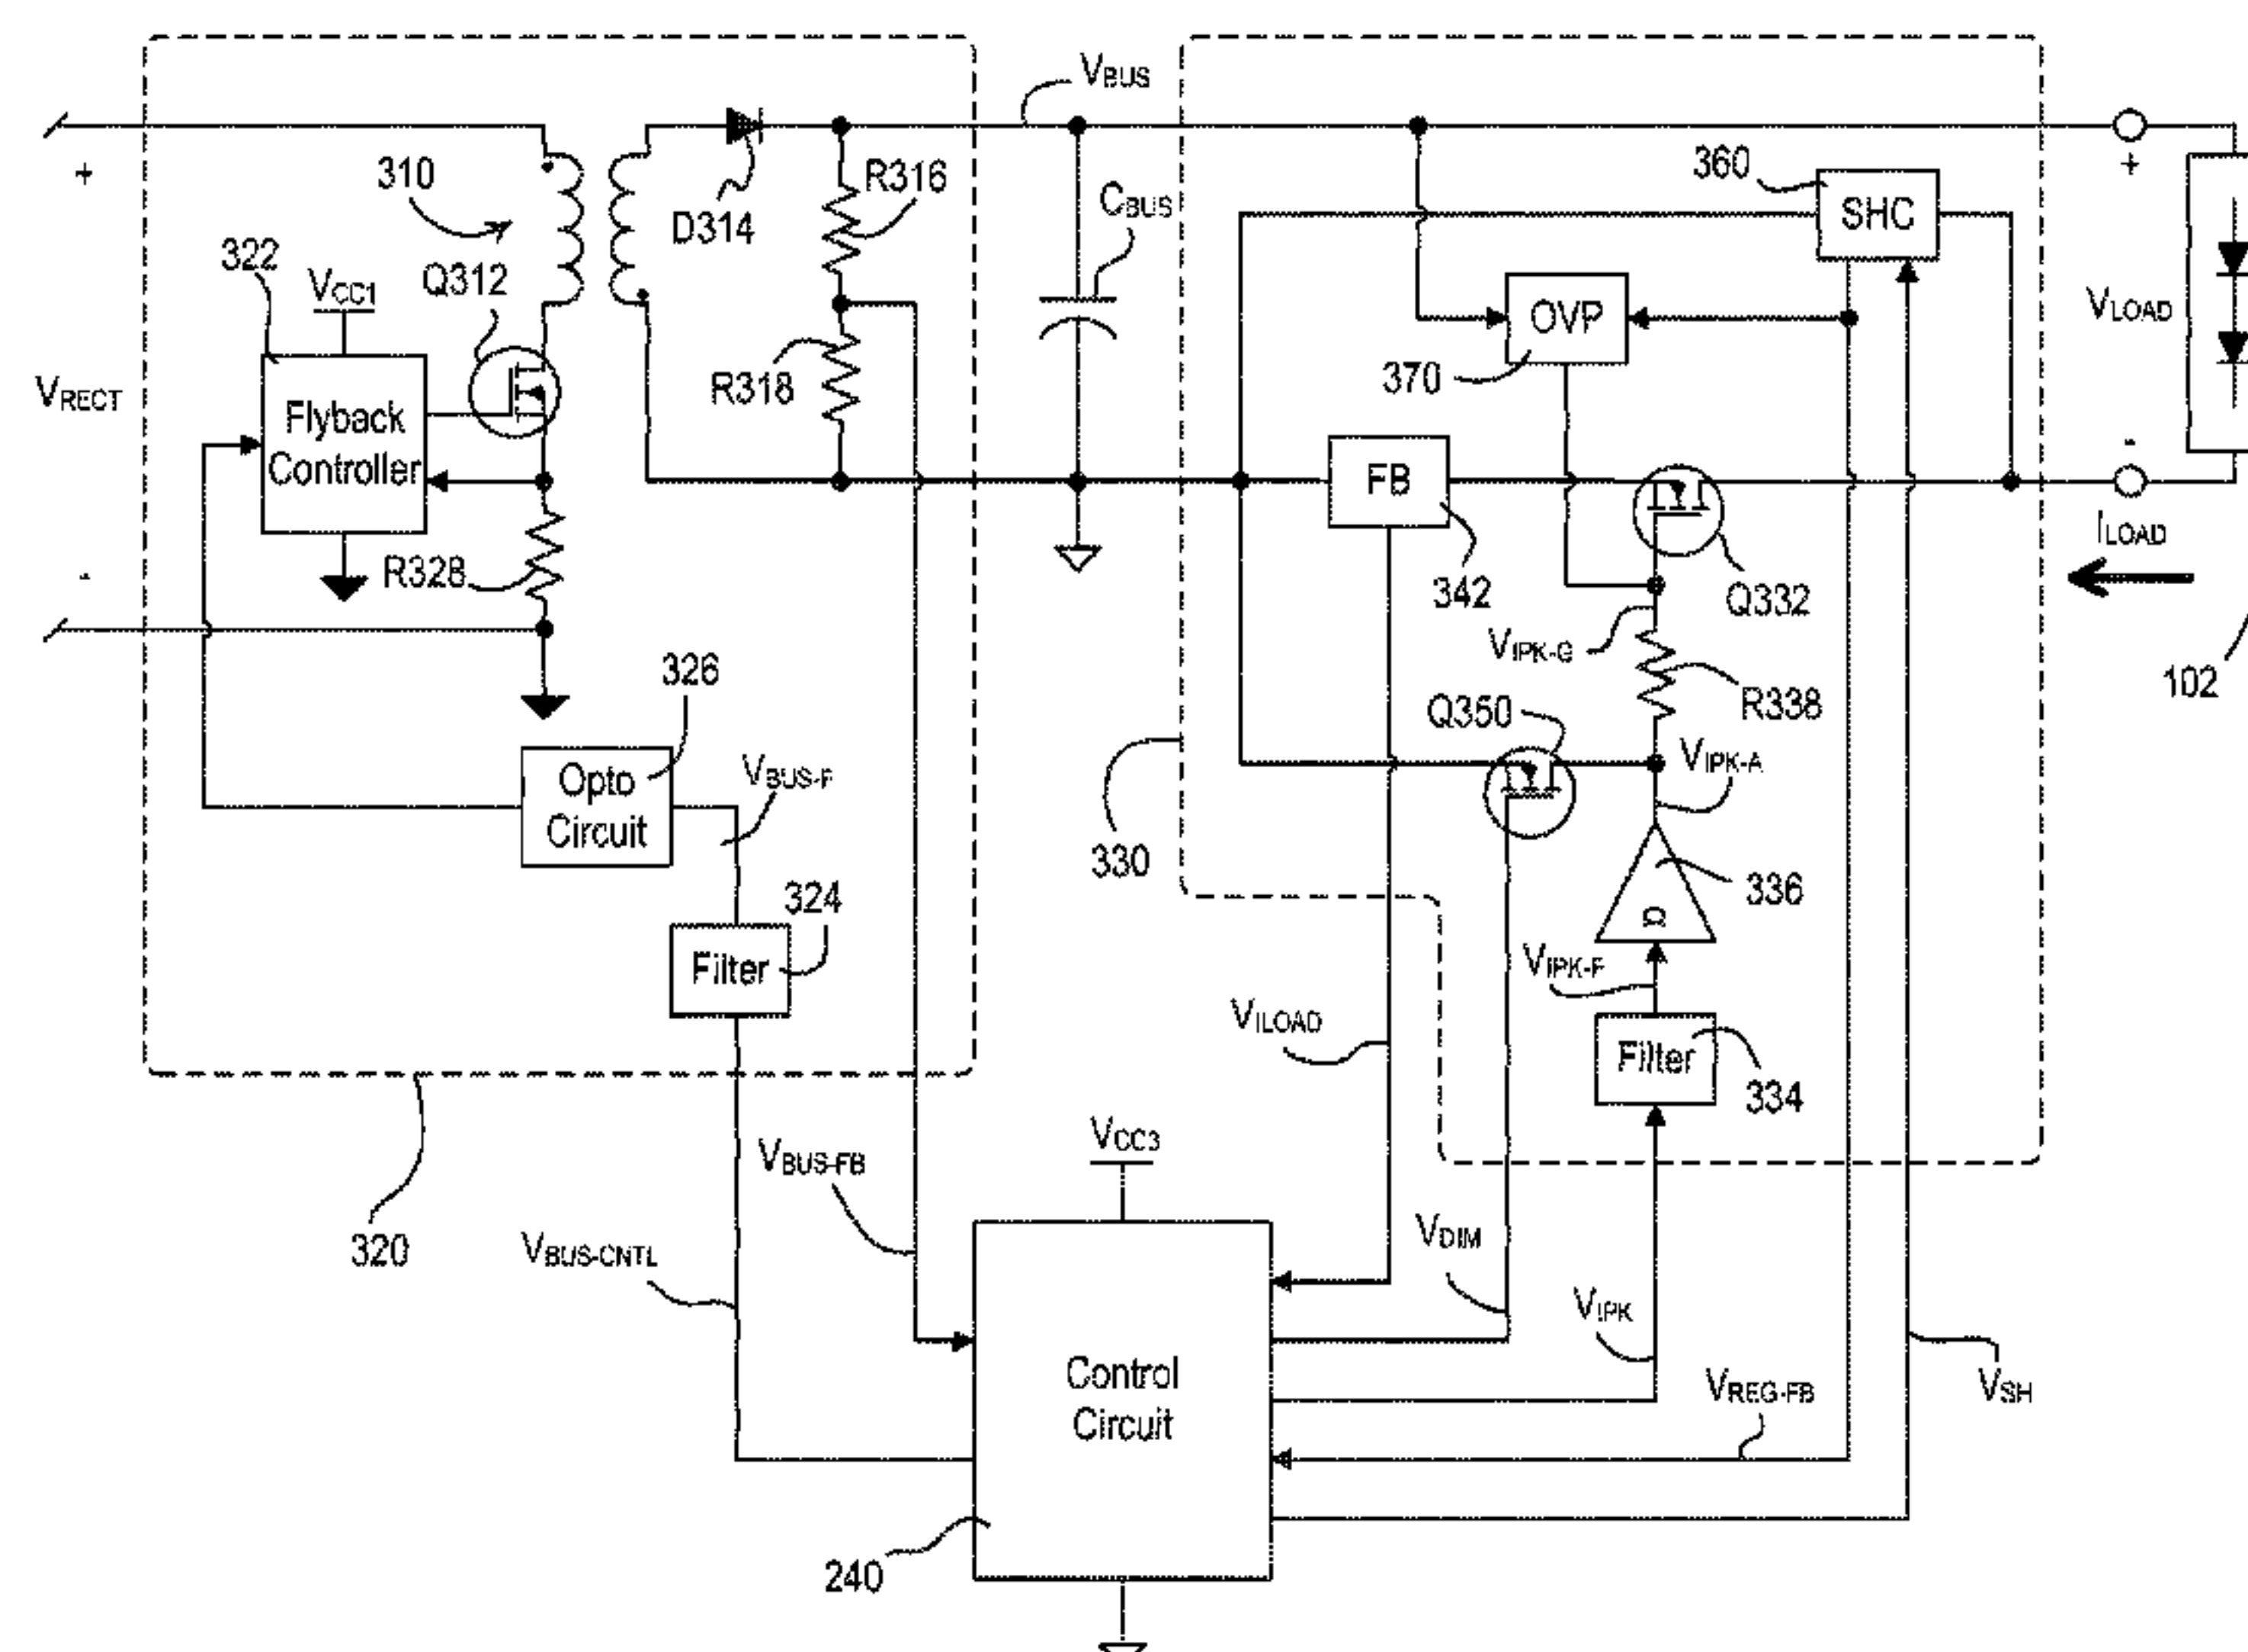 VBUS
+
310
R316
CBUS
360
SHC
+
D314
322
VCC1
Q312
OVP
VLOAD
370
R318
VRECT
Flyback
Controller
FB
-
ILOAD
R328
-
342
Q332
VIPK-G
102
326
Q350
R338
VIPK-A
Opto
Circuit
VBUS-F
330
336
324
Filter
Ω
VIPK-F
VILOAD
Filter
334
VCC3
VBUS-FB
320
VBUS-CNTL
VDIM
VIPK
Control
Circuit
VREG-FB
VSH
240